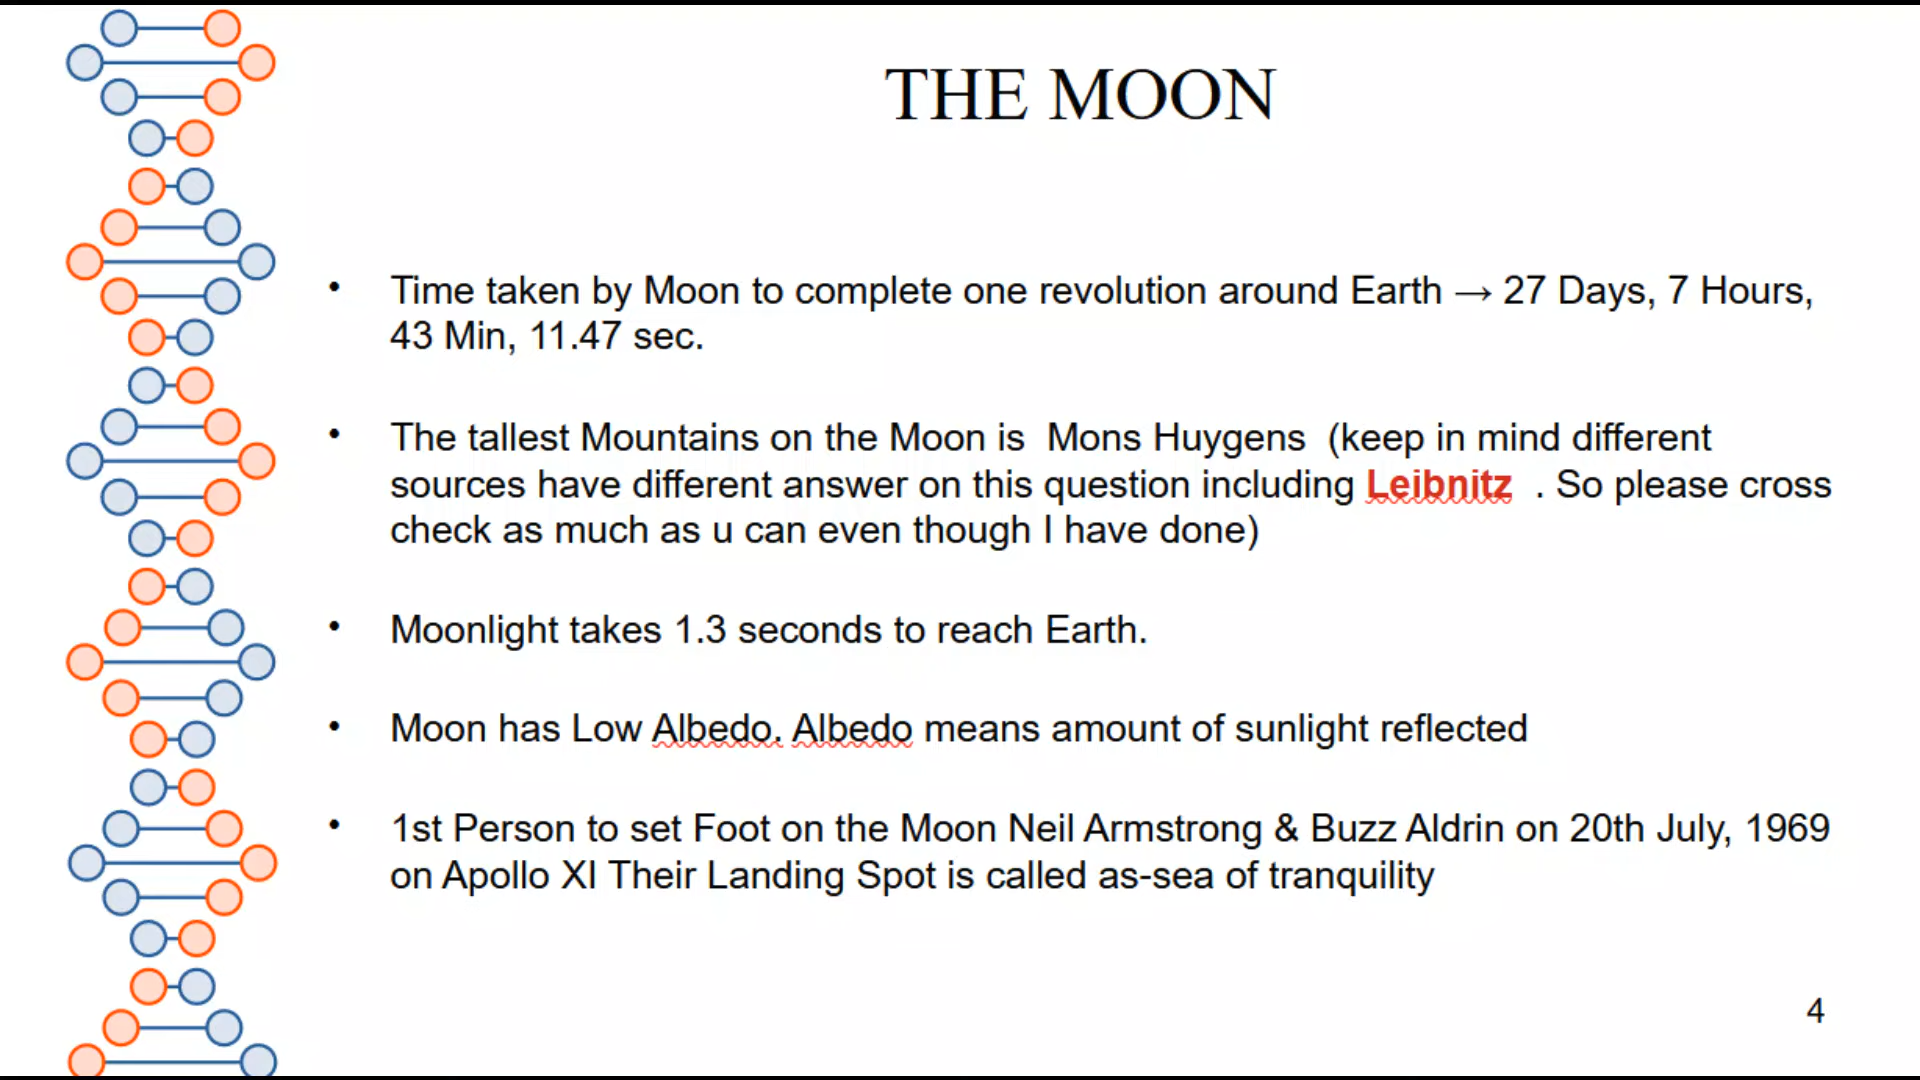 THE MOON
• Time taken by Moon to complete one revolution around Earth → 27 Days, 7 Hours,
43 Min, 11.47 sec.
• The tallest Mountains on the Moon is  Mons Huygens  (keep in mind different
sources have different answer on this question including Leibnitz  . So please cross
check as much as u can even though I have done)
• Moonlight takes 1.3 seconds to reach Earth.
• Moon has Low Albedo. Albedo means amount of sunlight reflected
• 1st Person to set Foot on the Moon Neil Armstrong & Buzz Aldrin on 20th July, 1969
on Apollo XI Their Landing Spot is called as-sea of tranquility
4